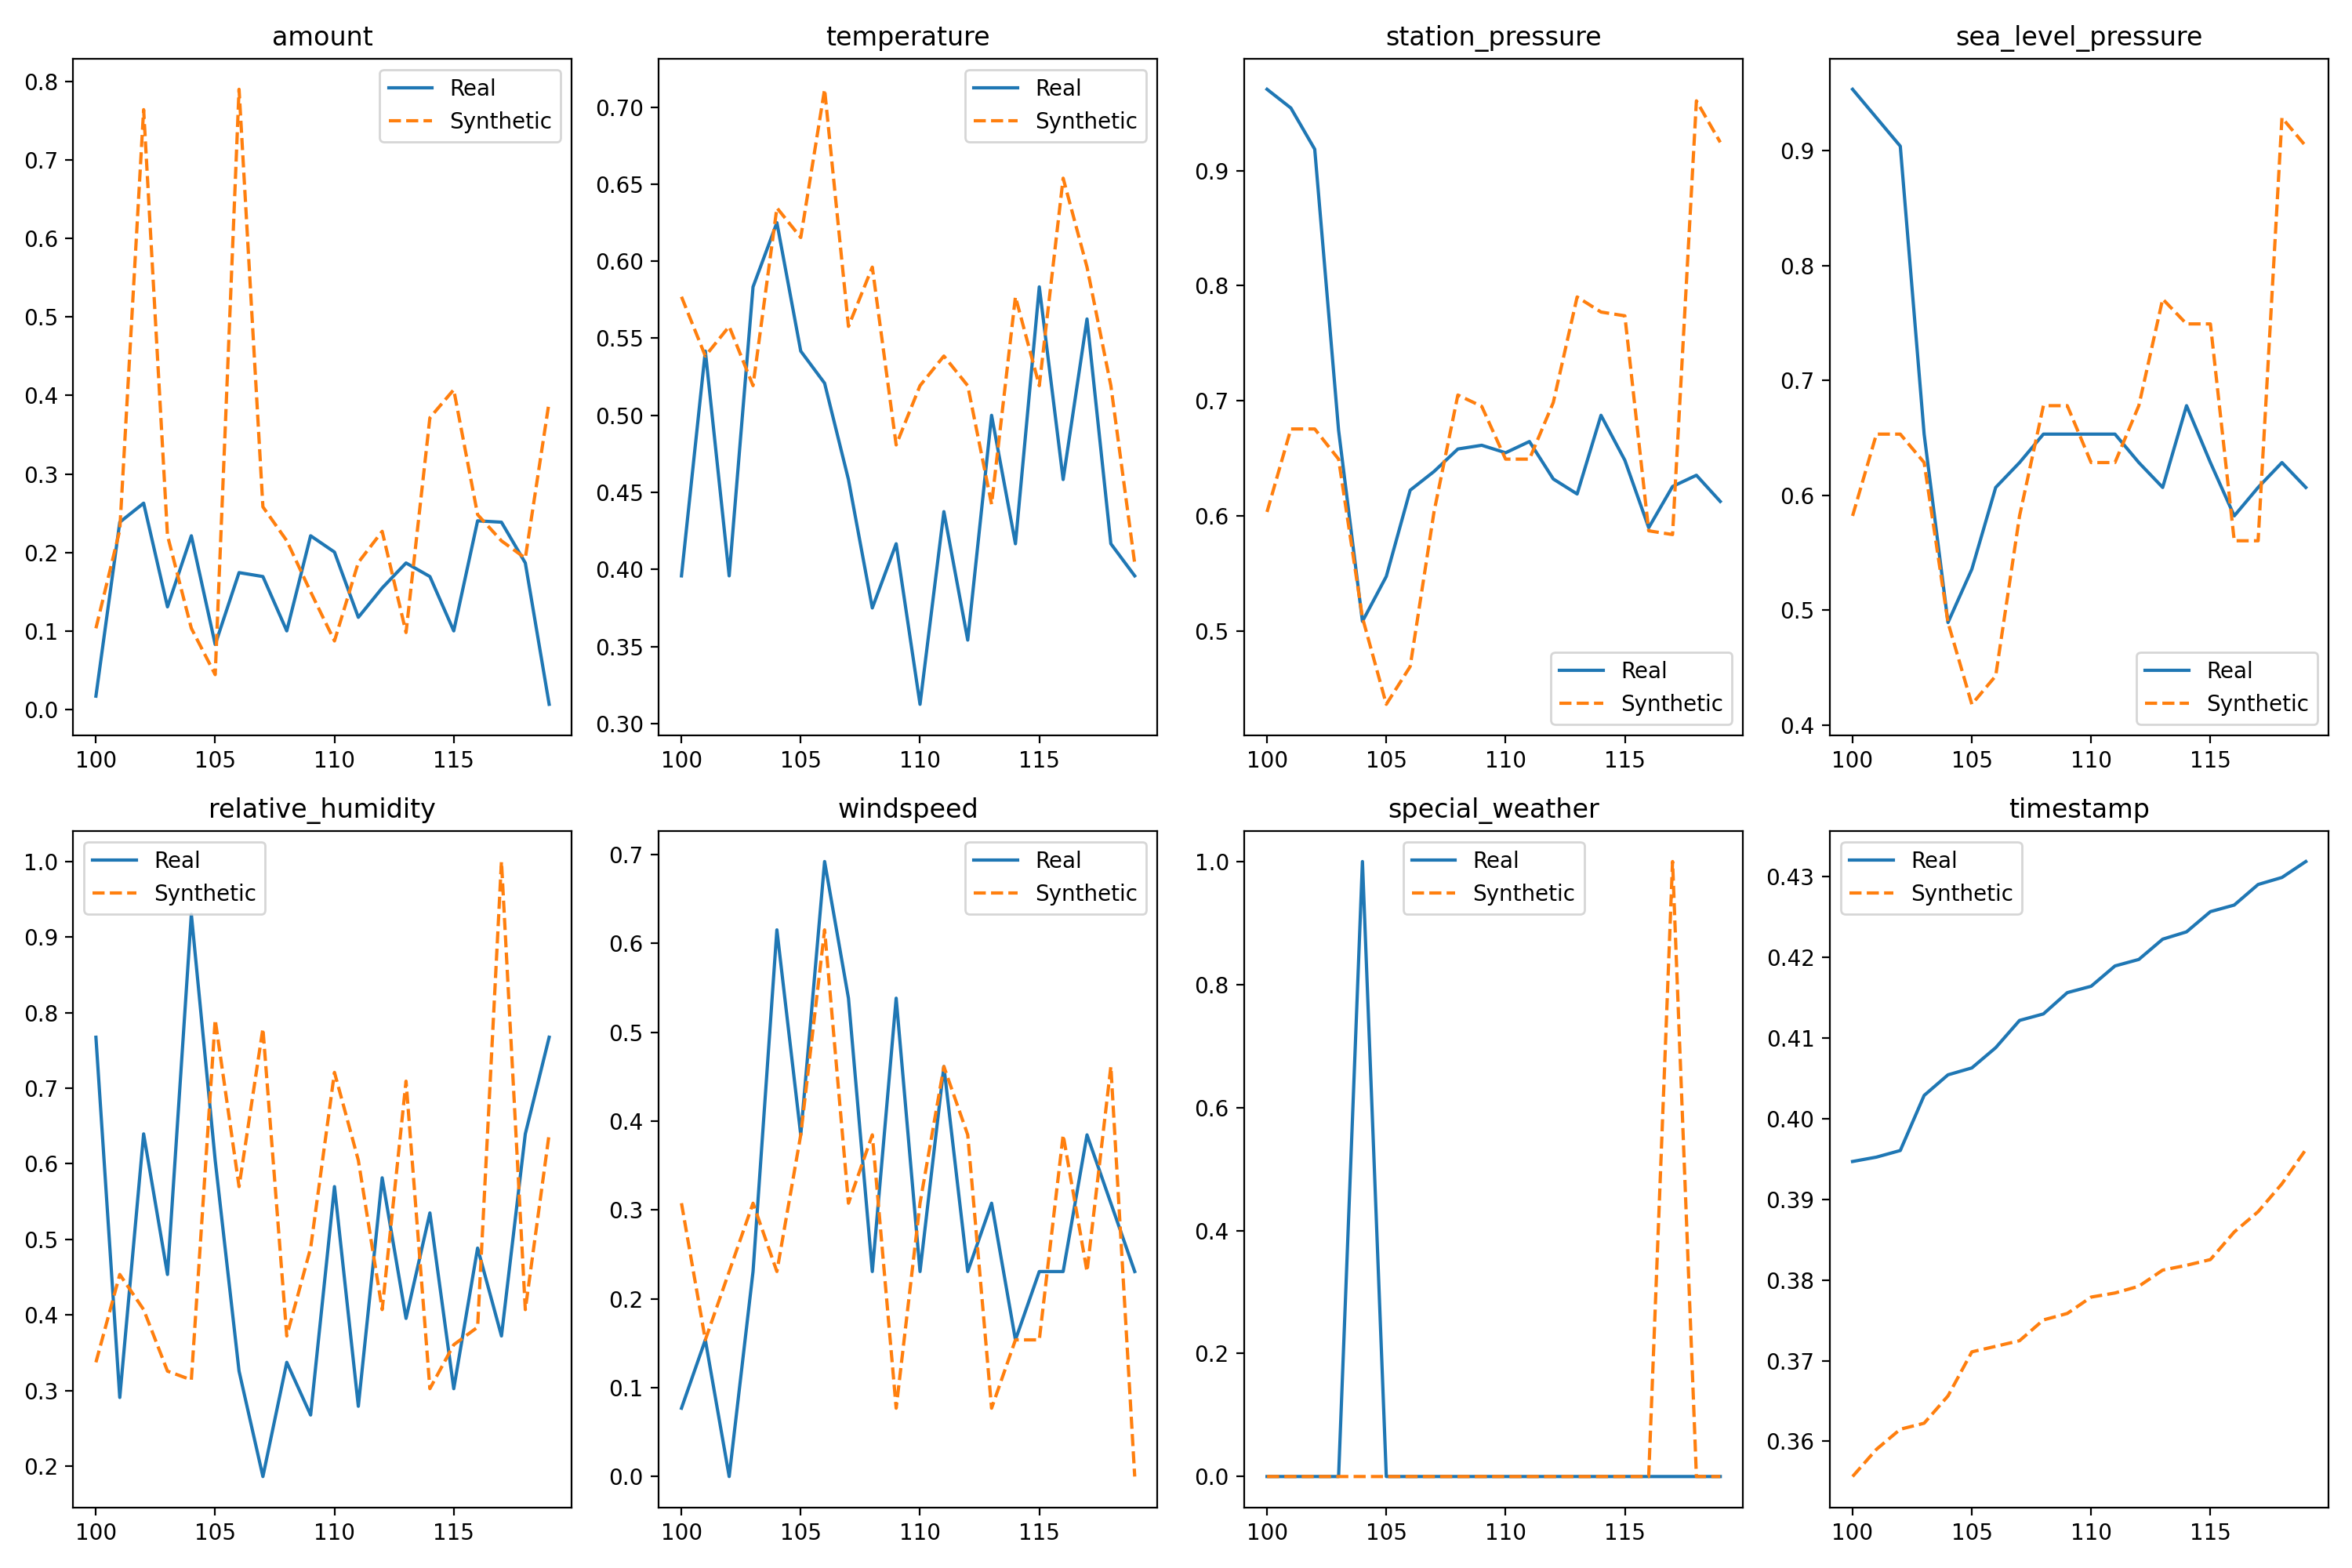 amount
Real
Synthetic
0.8
0.7
0.6
0.5
0.4
0.3
0.2
0.1
0.0
100 105 110 115
temperature
Real
Synthetic
0.70
0.65
0.60
0.55
0.50
0.45
0.40
0.35
0.30
100 105 110 115
station_pressure
0.9
0.8
0.7
0.6
0.5
Real
Synthetic
100 105 110 115
sea_level_pressure
0.9
0.8
0.7
0.6
0.5
0.4
Real
Synthetic
100 105 110 115
relative_humidity
Real
Synthetic
1.0
0.9
0.8
0.7
0.6
0.5
0.4
0.3
0.2
100 105 110 115
windspeed
Real
Synthetic
0.7
0.6
0.5
0.4
0.3
0.2
0.1
0.0
100 105 110 115
special_weather
Real
Synthetic
1.0
0.8
0.6
0.4
0.2
0.0
100 105 110 115
timestamp
Real
Synthetic
0.43
0.42
0.41
0.40
0.39
0.38
0.37
0.36
100 105 110 115